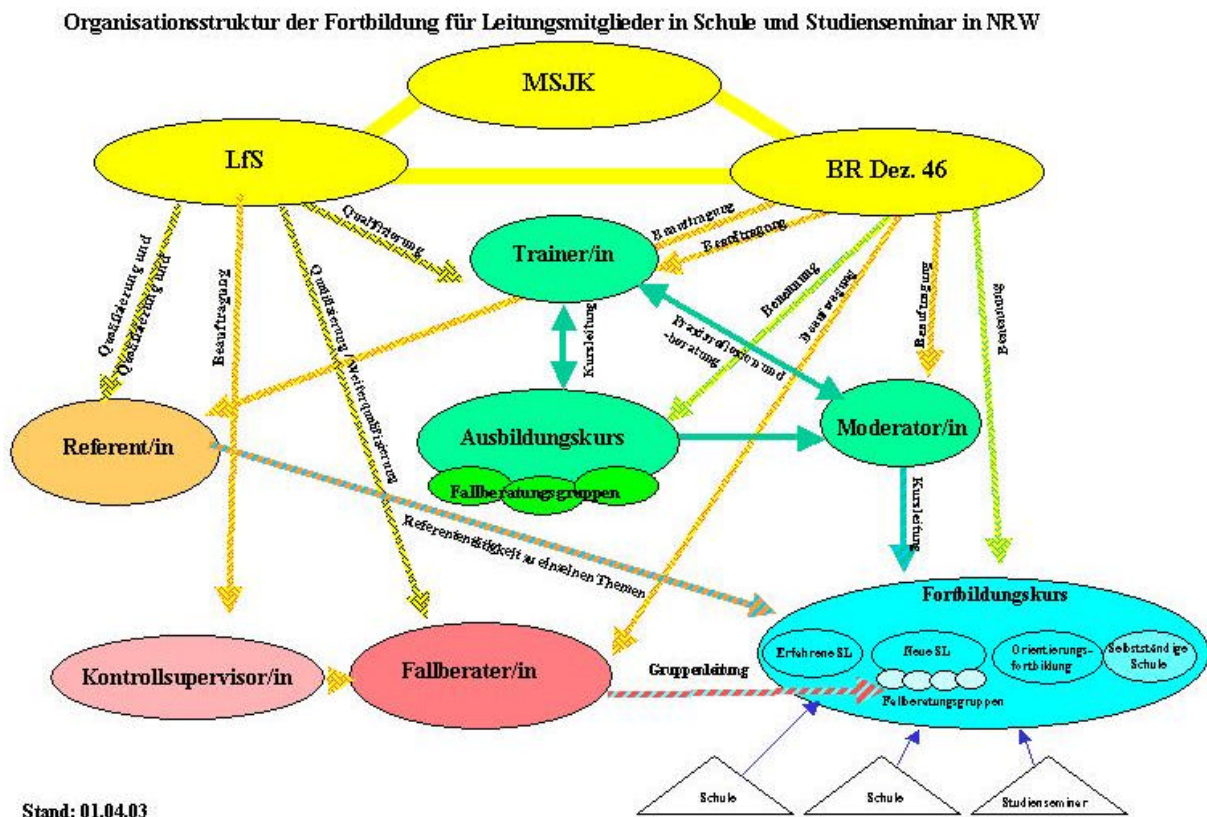 Organisationsstruktur der Fortbildung für Leitungsmitglieder in Schule und Studienseminar in NRW
MSJK
LfS
BR Dez. 46
Qualifizierung und
Qualifizierung und
Beauftragung
Qualifizierung / Weiterqualifizierung
Qualifizierung
Trainer/in
Beauftragung
Beauftragung
Benennung
Beauftragung
Beauftragung
Benennung
Kursleitung
Praxisreflexion und
-beratung
Referent/in
Ausbildungskurs
Fallberatungsgruppen
Moderator/in
Kursleitung
Referententätigkeit zu einzelnen Themen
Fortbildungskurs
Erfahrene SL
Neue SL
Orientierungs-
fortbildung
Selbstständige
Schule
Fallberatungsgruppen
Kontrollsupervisor/in
Fallberater/in
Gruppenleitung
Schule
Schule
Studienseminar
Stand: 01.04.03